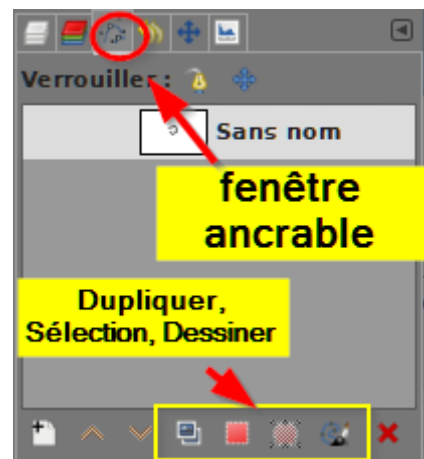 Verrouiller :
Sans nom
fenêtre
ancrable
Dupliquer,
Sélection, Dessiner